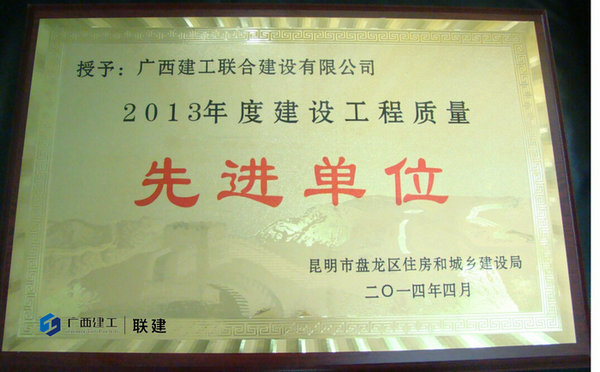 授予：广西建工联合建设有限公司
2013年度建设工程质量
先进单位
昆明市盘龙区住房和城乡建设局
二〇一四年四月
广西建工 | 联建